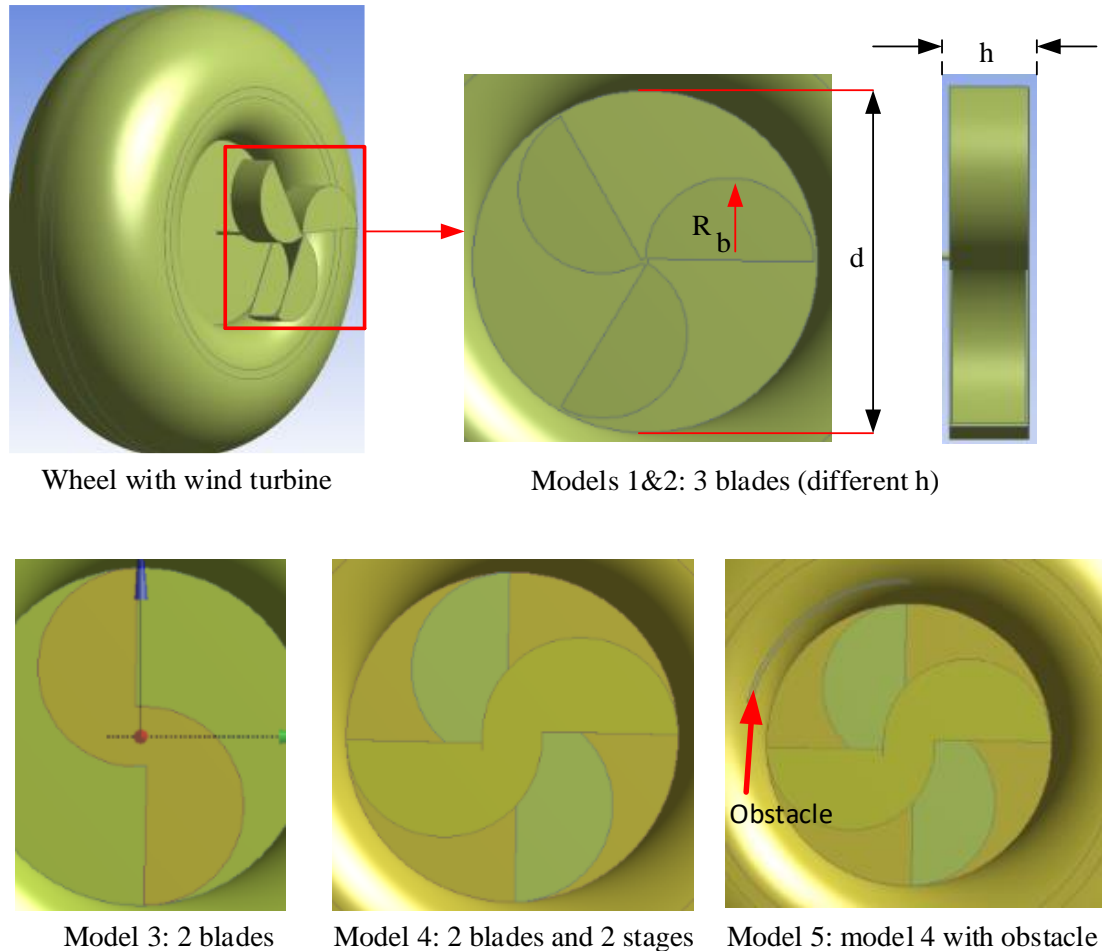 h
R_b
d
Wheel with wind turbine
Models 1&2: 3 blades (different h)
Obstacle
Model 3: 2 blades
Model 4: 2 blades and 2 stages
Model 5: model 4 with obstacle